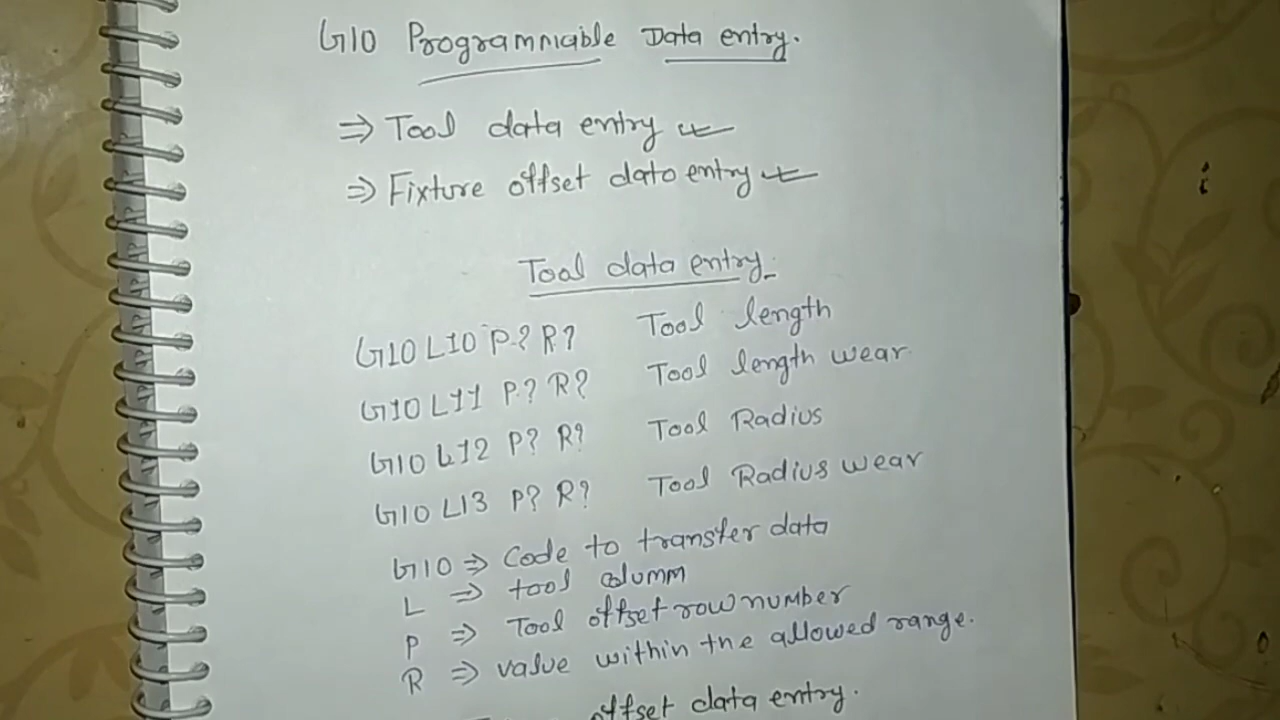 G10 Programmable Data entry.
⇒ Tool data entry
⇒ Fixture offset data entry
Tool data entry
G10 L10 P? R? Tool length
G10 L11 P? R? Tool length wear
G10 L12 P? R? Tool Radius
G10 L13 P? R? Tool Radius wear
G10 ⇒ Code to transfer data
L ⇒ tool column
P ⇒ Tool offset row number
R ⇒ value within the allowed range.
offset data entry.